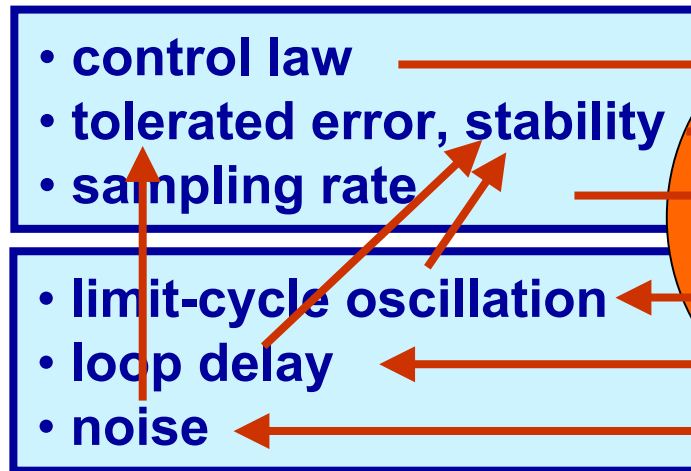 • control law
• tolerated error, stability
• sampling rate
• limit-cycle oscillation
• loop delay
• noise